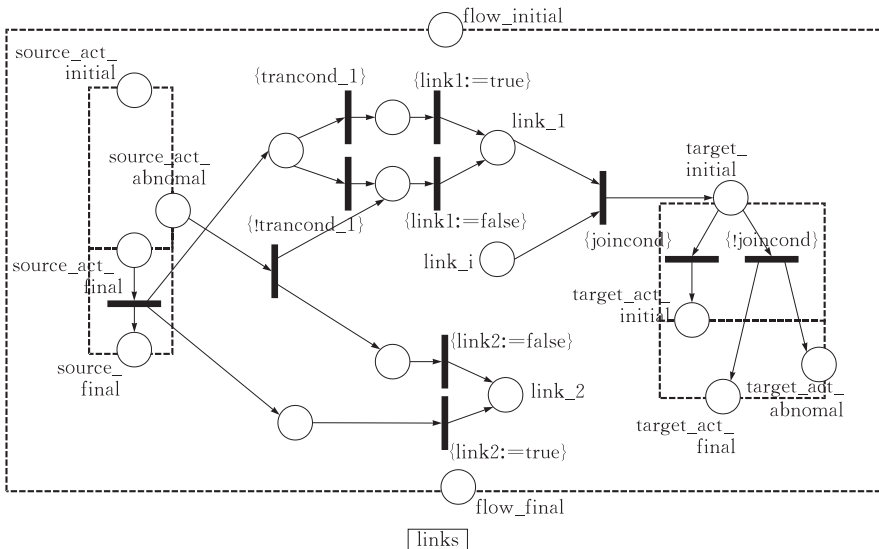 flow_initial
source_act_
initial
{trancond_1}
{link1:=true}
link_1
target_
initial
source_act_
abnomal
{!trancond_1}
{link1:=false}
{joincond}
{!joincond}
link_i
source_act_
final
target_act_
initial
source_
final
{link2:=false}
link_2
target_act_
abnomal
target_act_
final
{link2:=true}
flow_final
links